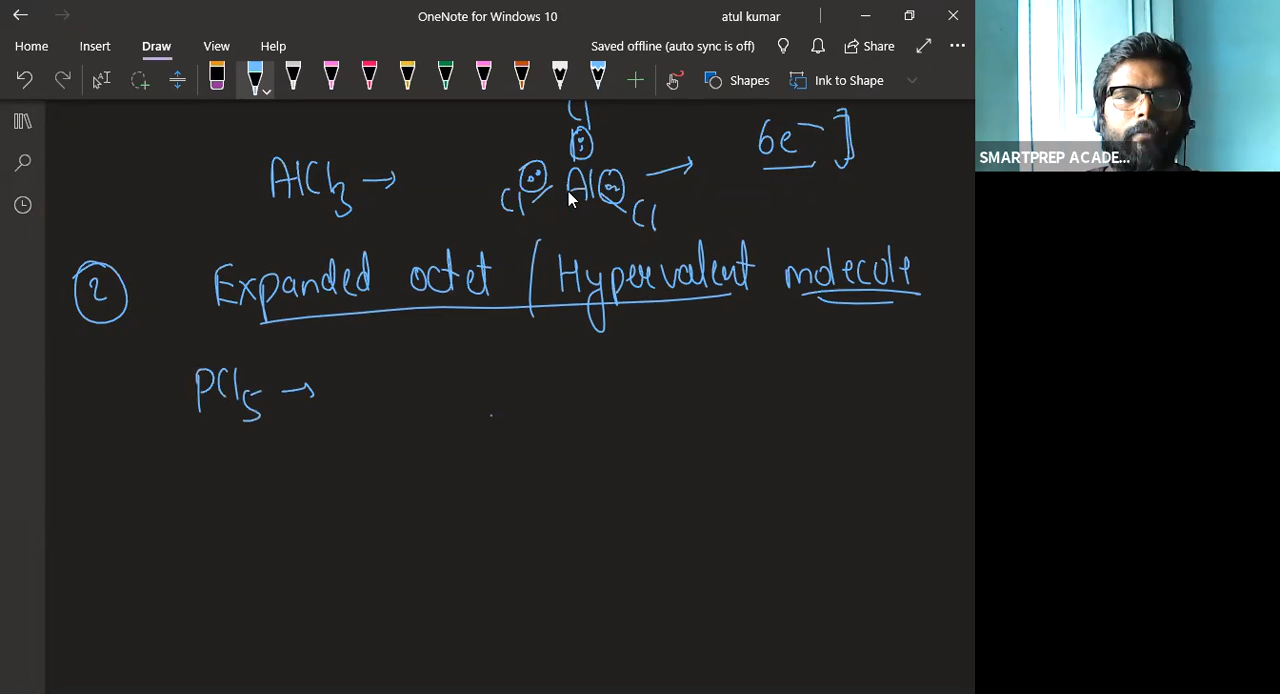 OneNote for Windows 10
atul kumar
Home Insert Draw View Help
Saved offline (auto sync is off)
Share
Shapes
Ink to Shape
SMARTPREP ACADE...
Cl
6e⁻]
AlCl₃ → Cl Al Cl →
② Expanded octet / Hypervalent molecule
PCl₅ →